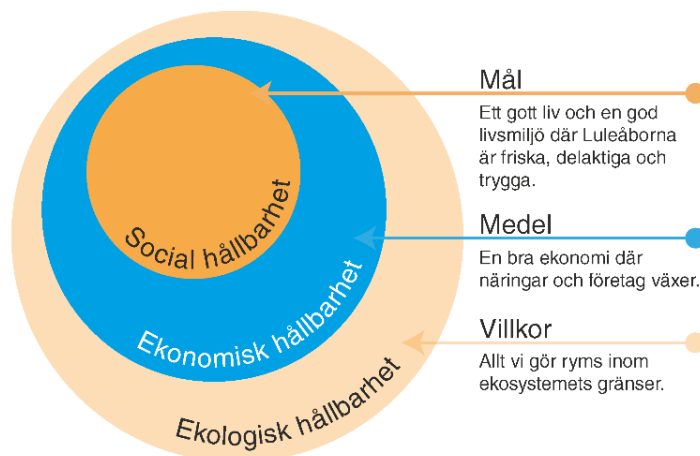 Mål
Ett gott liv och en god
livsmiljö där Luleåborna
är friska, delaktiga och
trygga.
Social hållbarhet
Medel
En bra ekonomi där
näringar och företag växer.
Ekonomisk hållbarhet
Villkor
Allt vi gör ryms inom
ekosystemets gränser.
Ekologisk hållbarhet